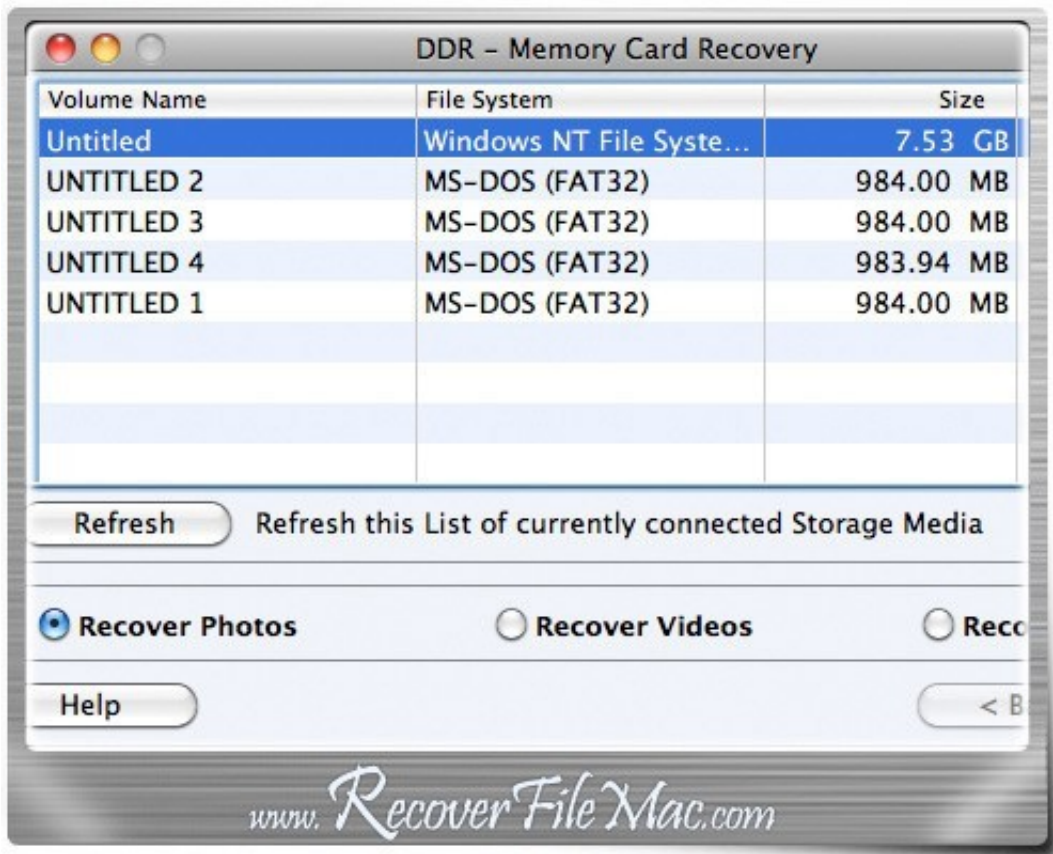 DDR - Memory Card Recovery
Volume Name File System Size
Untitled Windows NT File Syste... 7.53 GB
UNTITLED 2 MS-DOS (FAT32) 984.00 MB
UNTITLED 3 MS-DOS (FAT32) 984.00 MB
UNTITLED 4 MS-DOS (FAT32) 983.94 MB
UNTITLED 1 MS-DOS (FAT32) 984.00 MB
Refresh Refresh this List of currently connected Storage Media
Recover Photos Recover Videos Reco
Help < B
www.RecoverFileMac.com